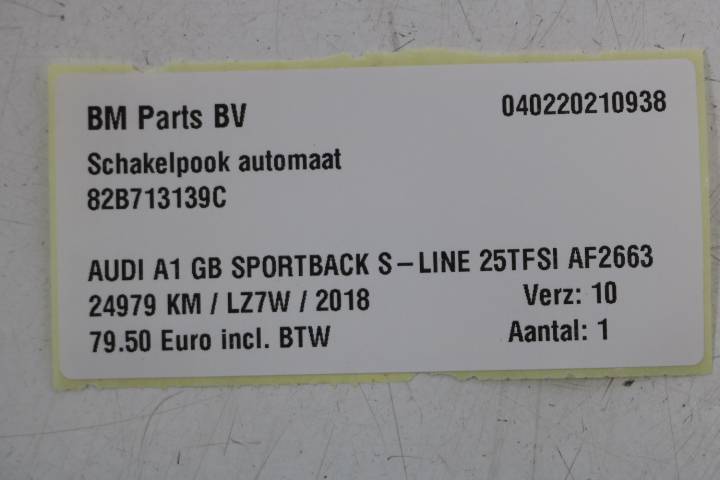 BM Parts BV 040220210938
Schakelpook automaat
82B713139C
AUDI A1 GB SPORTBACK S-LINE 25TFSI AF2663
24979 KM / LZ7W / 2018 Verz: 10
79.50 Euro incl. BTW Aantal: 1